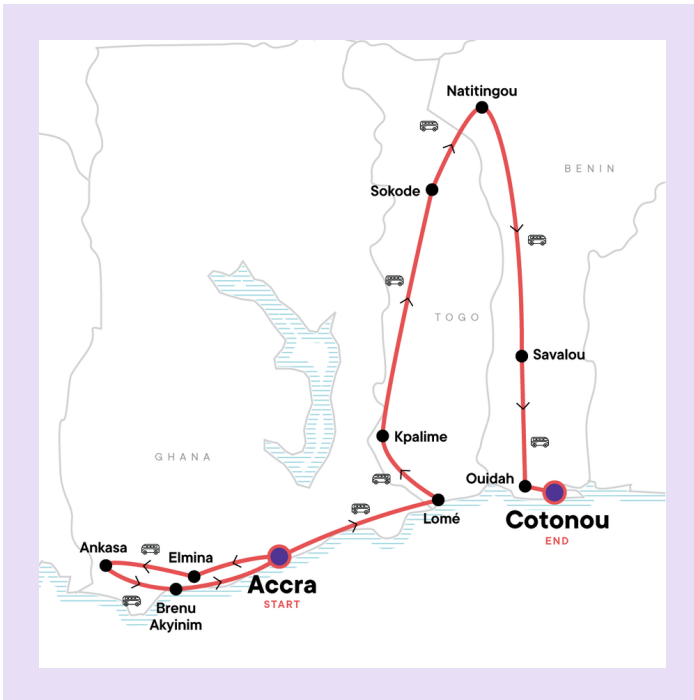 Natitingou
BENIN
Sokode
TOGO
Savalou
Kpalime
GHANA
Ouidah
Lomé
Cotonou
END
Ankasa
Elmina
Accra
START
Brenu
Akyinim